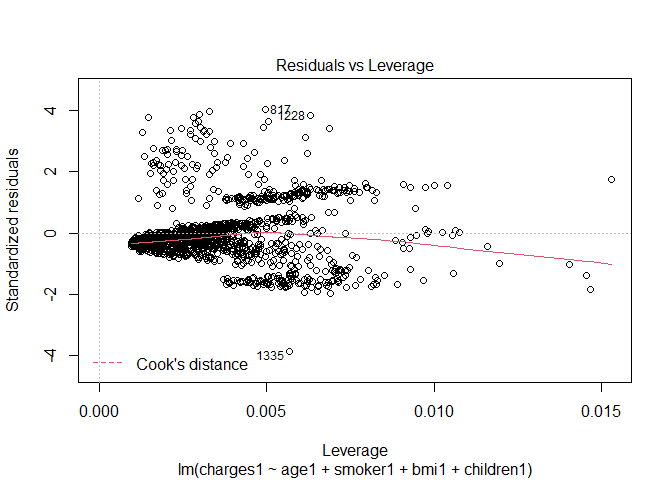 Residuals vs Leverage
Standardized residuals
4
2
0
-2
-4
817
1228
1335
Cook's distance
0.000 0.005 0.010 0.015
Leverage
lm(charges1 ~ age1 + smoker1 + bmi1 + children1)